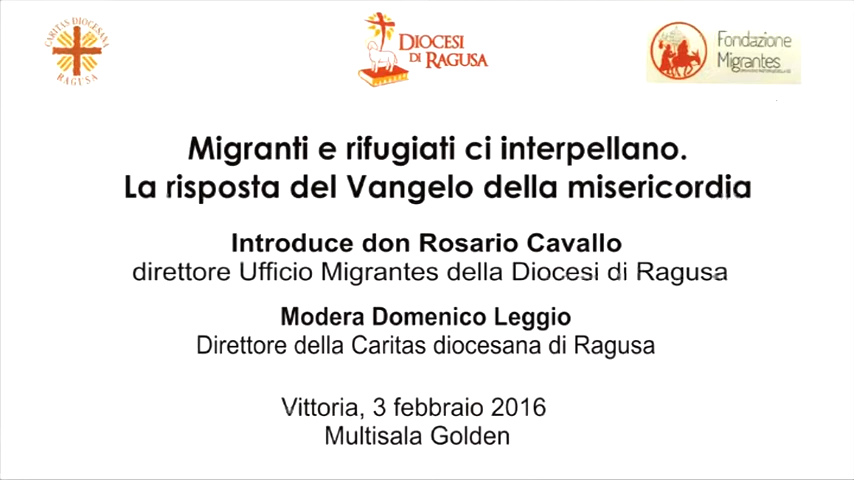 CARITAS DIOCESANA
RAGUSA
DIOCESI
DI RAGUSA
Fondazione
Migrantes
Migranti e rifugiati ci interpellano.
La risposta del Vangelo della misericordia
Introduce don Rosario Cavallo
direttore Ufficio Migrantes della Diocesi di Ragusa
Modera Domenico Leggio
Direttore della Caritas diocesana di Ragusa
Vittoria, 3 febbraio 2016
Multisala Golden